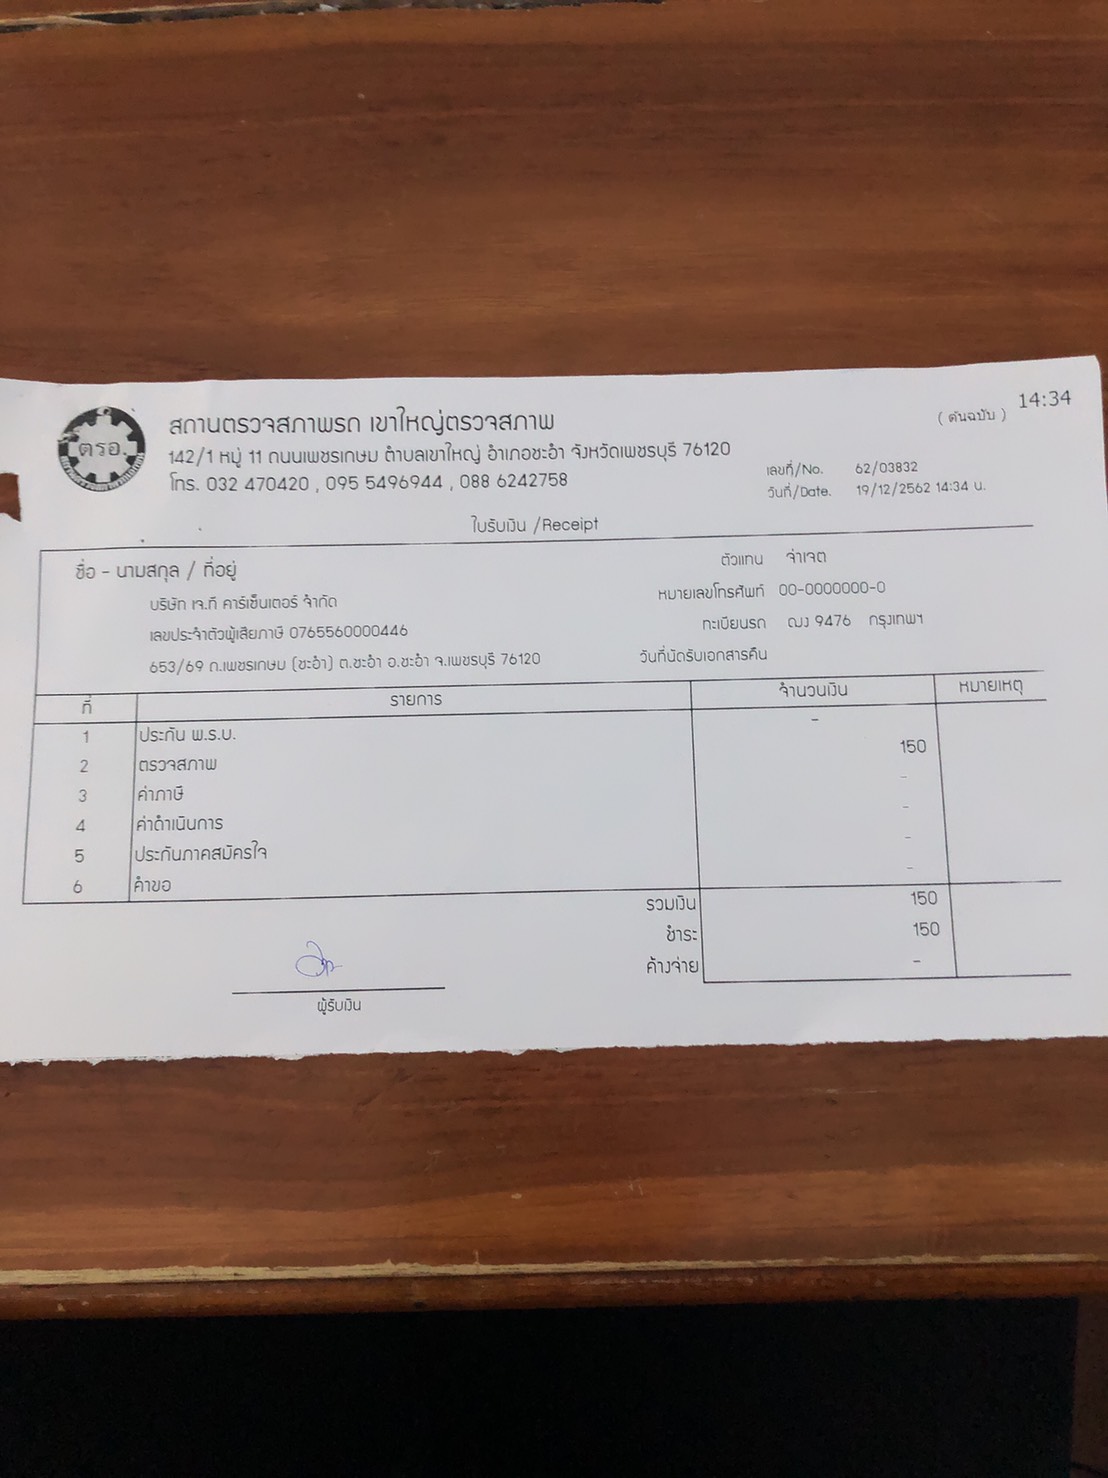 14:34
( ต้นฉบับ )
ตรอ.
สถานตรวจสภาพรถ เขาใหญ่ตรวจสภาพ
142/1 หมู่ 11 ถนนเพชรเกษม ตำบลเขาใหญ่ อำเภอชะอำ จังหวัดเพชรบุรี 76120
โทร. 032 470420 , 095 5496944 , 088 6242758
เลขที่/No. 62/03832
วันที่/Date. 19/12/2562 14:34 น.
ใบรับเงิน /Receipt
ชื่อ - นามสกุล / ที่อยู่
ตัวแทน จ่าเจต
บริษัท เจ.ที คาร์เซ็นเตอร์ จำกัด
หมายเลขโทรศัพท์ 00-0000000-0
เลขประจำตัวผู้เสียภาษี 0765560000446
ทะเบียนรถ ฌง 9476 กรุงเทพฯ
653/69 ถ.เพชรเกษม (ชะอำ) ต.ชะอำ อ.ชะอำ จ.เพชรบุรี 76120
วันที่นัดรับเอกสารคืน
ที่ รายการ จำนวนเงิน หมายเหตุ
1 ประกัน พ.ร.บ. -
2 ตรวจสภาพ 150
3 ค่าภาษี -
4 ค่าดำเนินการ -
5 ประกันภาคสมัครใจ -
6 คำขอ -
รวมเงิน 150
ชำระ 150
ค้างจ่าย -
ผู้รับเงิน